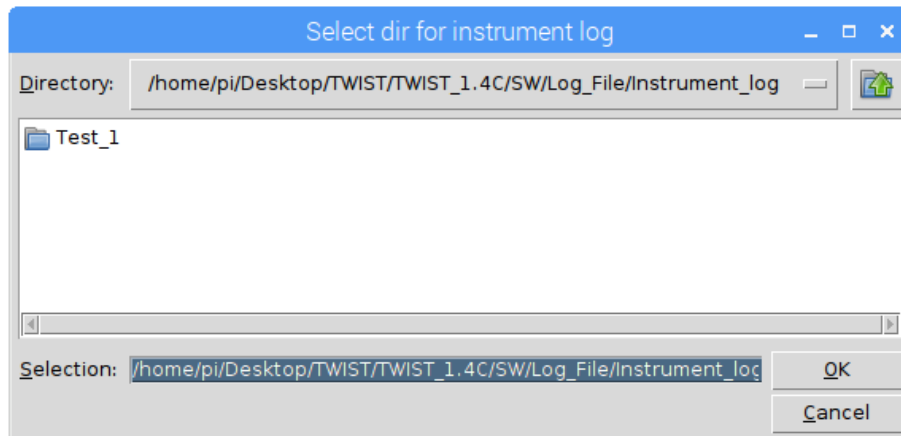 Select dir for instrument log
Directory: /home/pi/Desktop/TWIST/TWIST_1.4C/SW/Log_File/Instrument_log
Test_1
Selection: /home/pi/Desktop/TWIST/TWIST_1.4C/SW/Log_File/Instrument_log
OK
Cancel